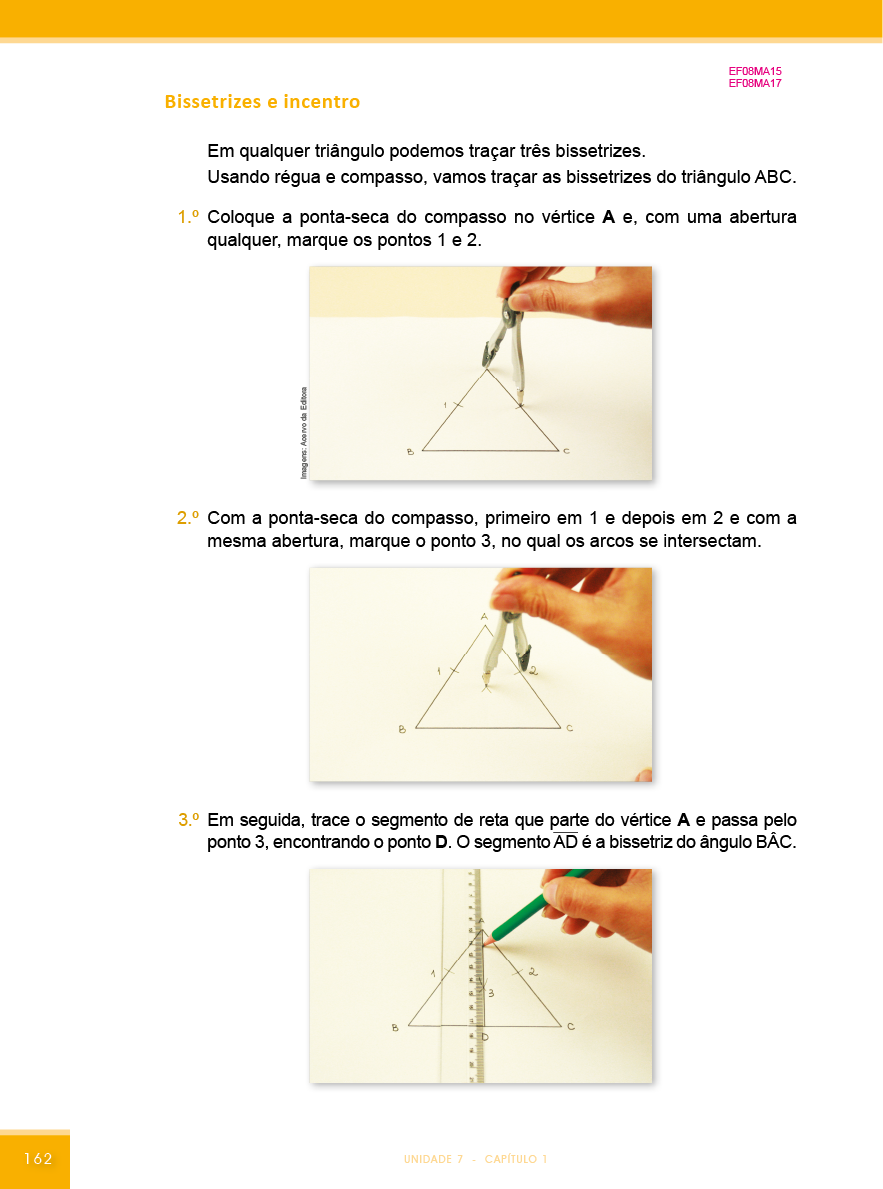 EF08MA15
EF08MA17
Bissetrizes e incentro
Em qualquer triângulo podemos traçar três bissetrizes.
Usando régua e compasso, vamos traçar as bissetrizes do triângulo ABC.
1.º Coloque a ponta-seca do compasso no vértice A e, com uma abertura
qualquer, marque os pontos 1 e 2.
Imagens: Acervo da Editora
1
B
C
2.º Com a ponta-seca do compasso, primeiro em 1 e depois em 2 e com a
mesma abertura, marque o ponto 3, no qual os arcos se intersectam.
A
1
2
B
C
3.º Em seguida, trace o segmento de reta que parte do vértice A e passa pelo
ponto 3, encontrando o ponto D. O segmento AD é a bissetriz do ângulo BÂC.
A
1
2
3
B
C
D
162
UNIDADE 7 - CAPÍTULO 1